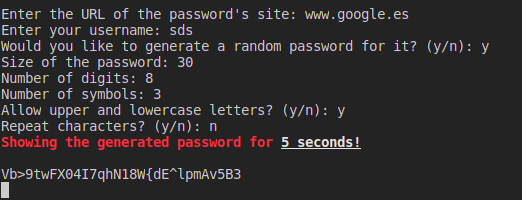 Enter the URL of the password's site: www.google.es
Enter your username: sds
Would you like to generate a random password for it? (y/n): y
Size of the password: 30
Number of digits: 8
Number of symbols: 3
Allow upper and lowercase letters? (y/n): y
Repeat characters? (y/n): n
Showing the generated password for 5 seconds!
Vb>9twFX04I7qhN18W{dE^lpmAv5B3